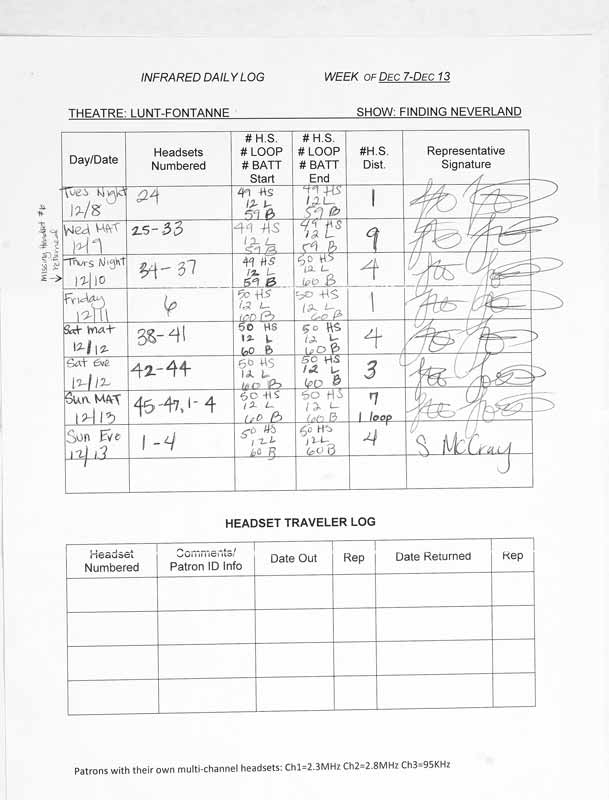 INFRARED DAILY LOG WEEK OF DEC 7-DEC 13
THEATRE: LUNT-FONTANNE SHOW: FINDING NEVERLAND
Day/Date Headsets Numbered # H.S. # LOOP # BATT Start # H.S. # LOOP # BATT End #H.S. Dist. Representative Signature
missing headset #6 returned
Tues Night 12/8 24 49 HS 12 L 59 B 49 HS 12 L 59 B 1
Wed MAT 12/9 25-33 49 HS 12 L 59 B 49 HS 12 L 59 B 9
Thurs Night 12/10 34-37 49 HS 12 L 59 B 50 HS 12 L 60 B 4
Friday 12/11 6 50 HS 12 L 60 B 50 HS 12 L 60 B 1
Sat mat 12/12 38-41 50 HS 12 L 60 B 50 HS 12 L 60 B 4
Sat Eve 12/12 42-44 50 HS 12 L 60 B 50 HS 12 L 60 B 3
Sun MAT 12/13 45-47, 1-4 50 HS 12 L 60 B 50 HS 12 L 60 B 7 1 loop
Sun Eve 12/13 1-4 50 HS 12L 60 B 50 HS 12L 60 B 4 S McCray
HEADSET TRAVELER LOG
Headset Numbered Comments/ Patron ID Info Date Out Rep Date Returned Rep
Patrons with their own multi-channel headsets: Ch1=2.3MHz Ch2=2.8MHz Ch3=95KHz